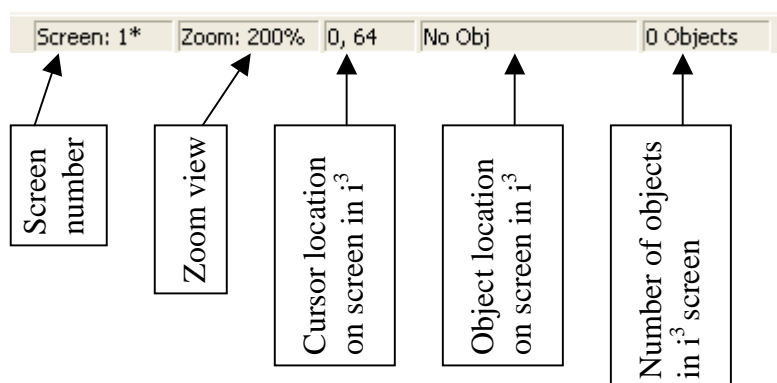 Screen: 1*
Zoom: 200%
0, 64
No Obj
0 Objects
Screen
number
Zoom view
Cursor location
on screen in i³
Object location
on screen in i³
Number of objects
in i³ screen